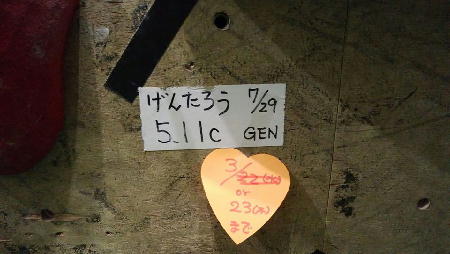 げんたろう 7/29
5.11c GEN
3/
or
23(水)
まで